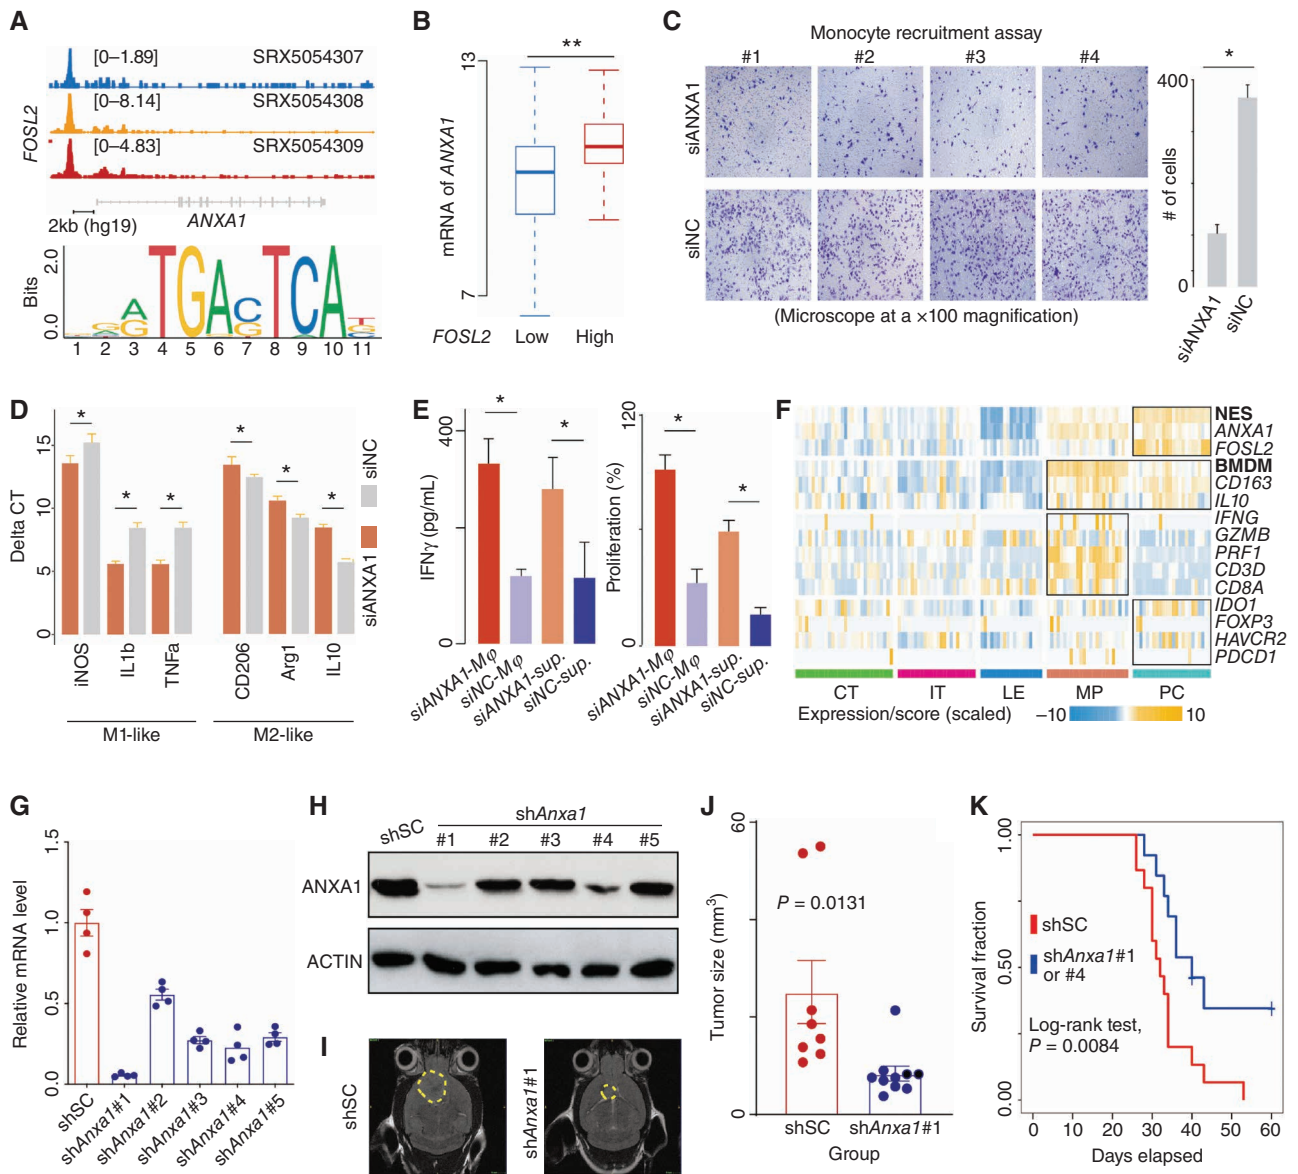 A
[0–1.89] SRX5054307
[0–8.14] SRX5054308
[0–4.83] SRX5054309
FOSL2
2kb (hg19) ANXA1
Bits
2.0
0.0
TGA TCA
1 2 3 4 5 6 7 8 9 10 11
B
**
13
7
mRNA of ANXA1
FOSL2 Low High
C
Monocyte recruitment assay
#1 #2 #3 #4
siANXA1
siNC
(Microscope at a ×100 magnification)
*
400
0
# of cells
siANXA1
siNC
D
Delta CT
15
10
5
0
* * * * * *
iNOS IL1b TNFa CD206 Arg1 IL10
M1-like M2-like
siNC
siANXA1
E
IFNγ (pg/mL)
400
0
* *
siANXA1-Mφ
siNC-Mφ
siANXA1-sup.
siNC-sup.
Proliferation (%)
120
0
* *
siANXA1-Mφ
siNC-Mφ
siANXA1-sup.
siNC-sup.
F
NES
ANXA1
FOSL2
BMDM
CD163
IL10
IFNG
GZMB
PRF1
CD3D
CD8A
IDO1
FOXP3
HAVCR2
PDCD1
CT IT LE MP PC
Expression/score (scaled) –10 10
G
Relative mRNA level
1.5
1.0
0.5
0.0
shSC
shAnxa1#1
shAnxa1#2
shAnxa1#3
shAnxa1#4
shAnxa1#5
H
shSC shAnxa1
#1 #2 #3 #4 #5
ANXA1
ACTIN
I
shSC
shAnxa1#1
J
60
0
Tumor size (mm³)
P = 0.0131
shSC shAnxa1#1
Group
K
Survival fraction
1.00
0.50
0.00
shSC
shAnxa1#1
or #4
Log-rank test,
P = 0.0084
0 10 20 30 40 50 60
Days elapsed